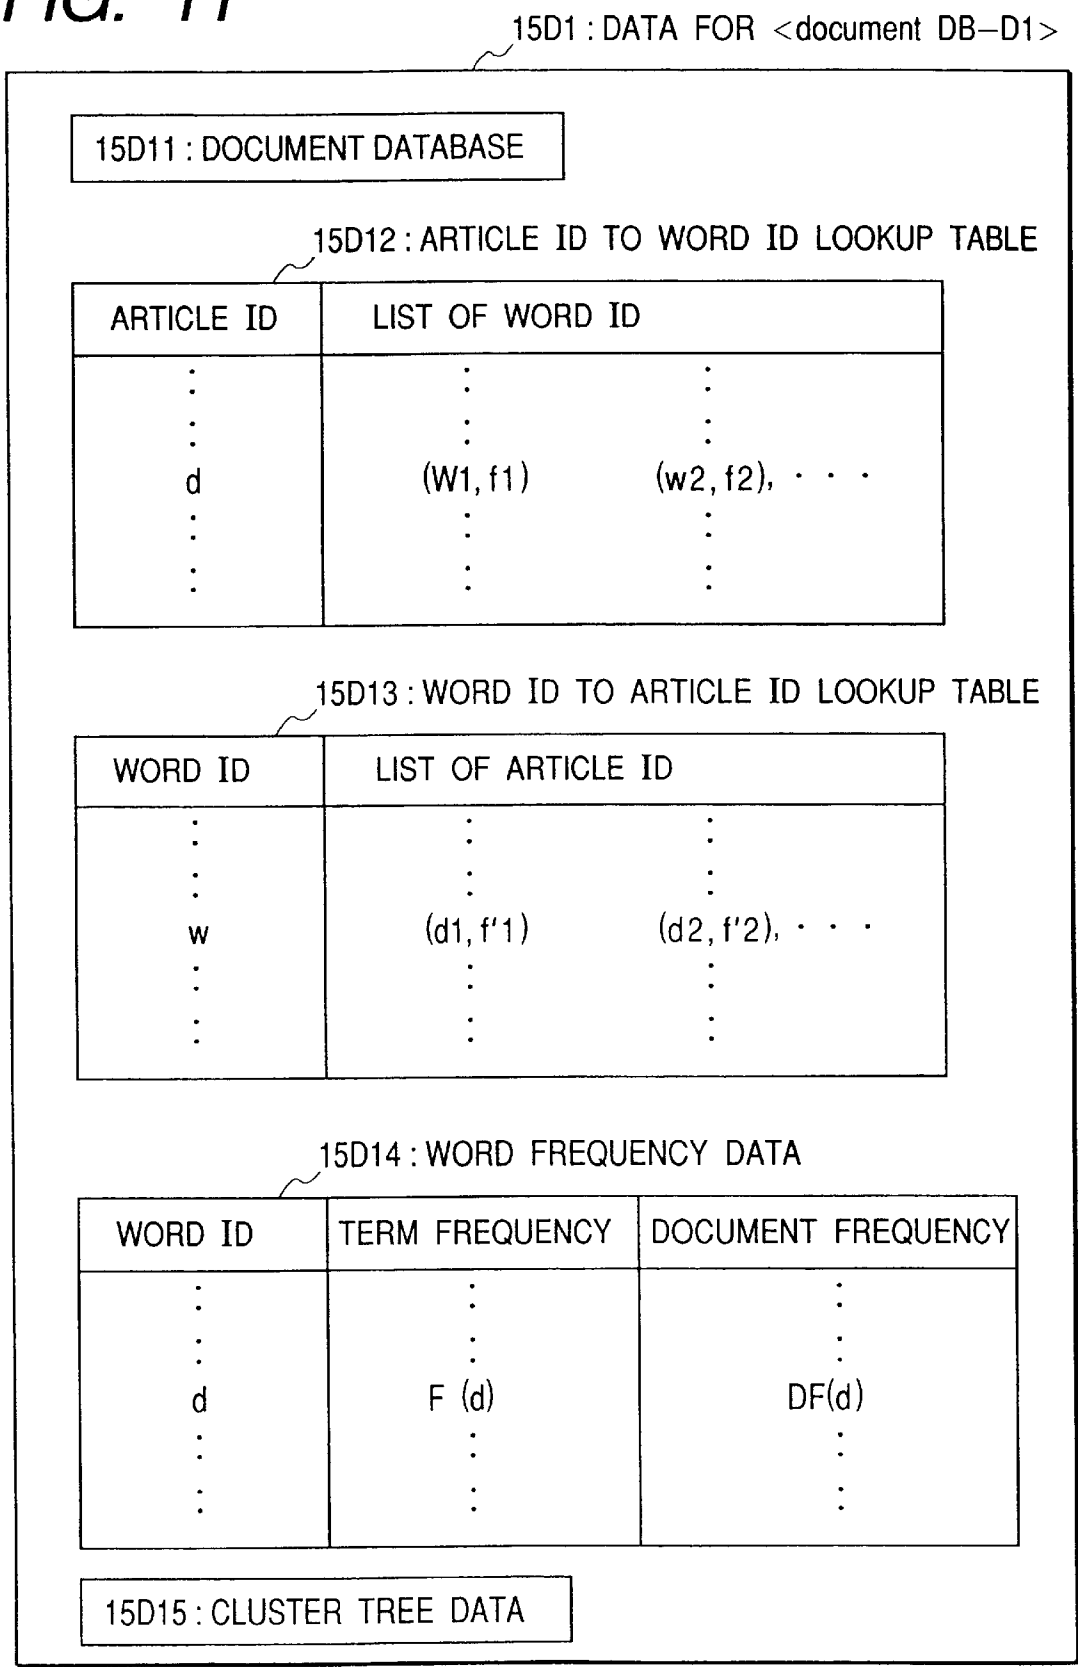 FIG. 11
15D1 : DATA FOR <document DB–D1>
15D11 : DOCUMENT DATABASE
15D12 : ARTICLE ID TO WORD ID LOOKUP TABLE
ARTICLE ID LIST OF WORD ID
d (W1, f1) (w2, f2), · · ·
15D13 : WORD ID TO ARTICLE ID LOOKUP TABLE
WORD ID LIST OF ARTICLE ID
w (d1, f'1) (d2, f'2), · · ·
15D14 : WORD FREQUENCY DATA
WORD ID TERM FREQUENCY DOCUMENT FREQUENCY
d F (d) DF(d)
15D15 : CLUSTER TREE DATA